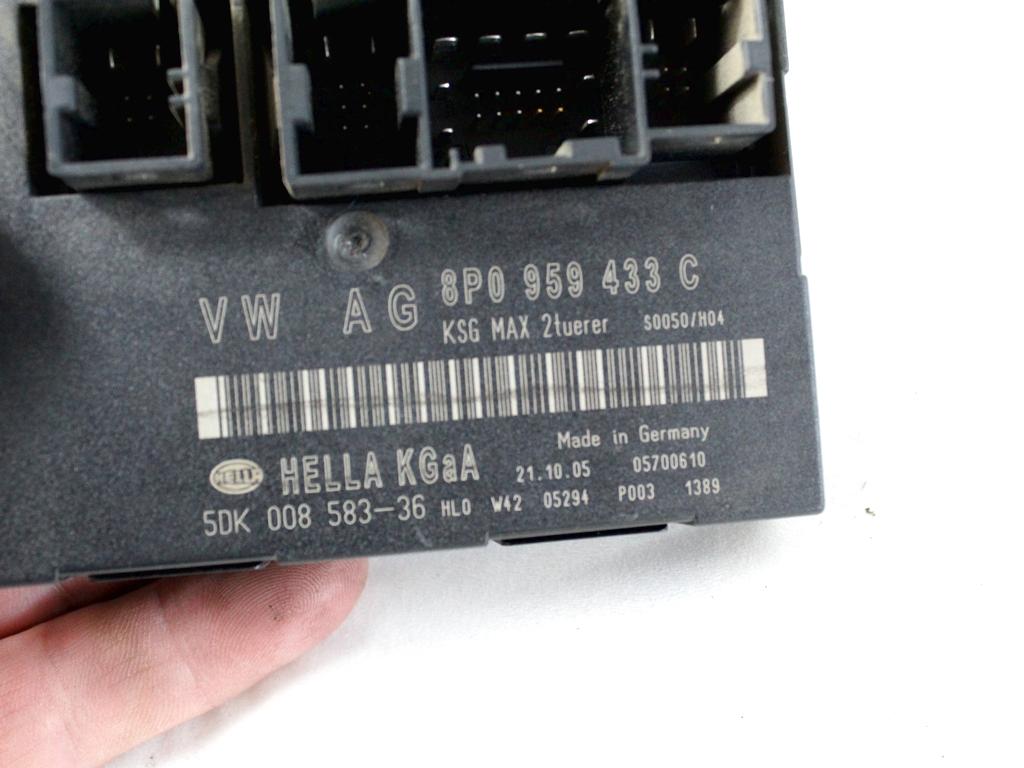 VW AG 8P0 959 433 C
KSG MAX 2tuerer S0050/H04
Made in Germany
HELLA HELLA KGaA 21.10.05 05700610
5DK 008 583-36 HL0 W42 05294 P003 1389